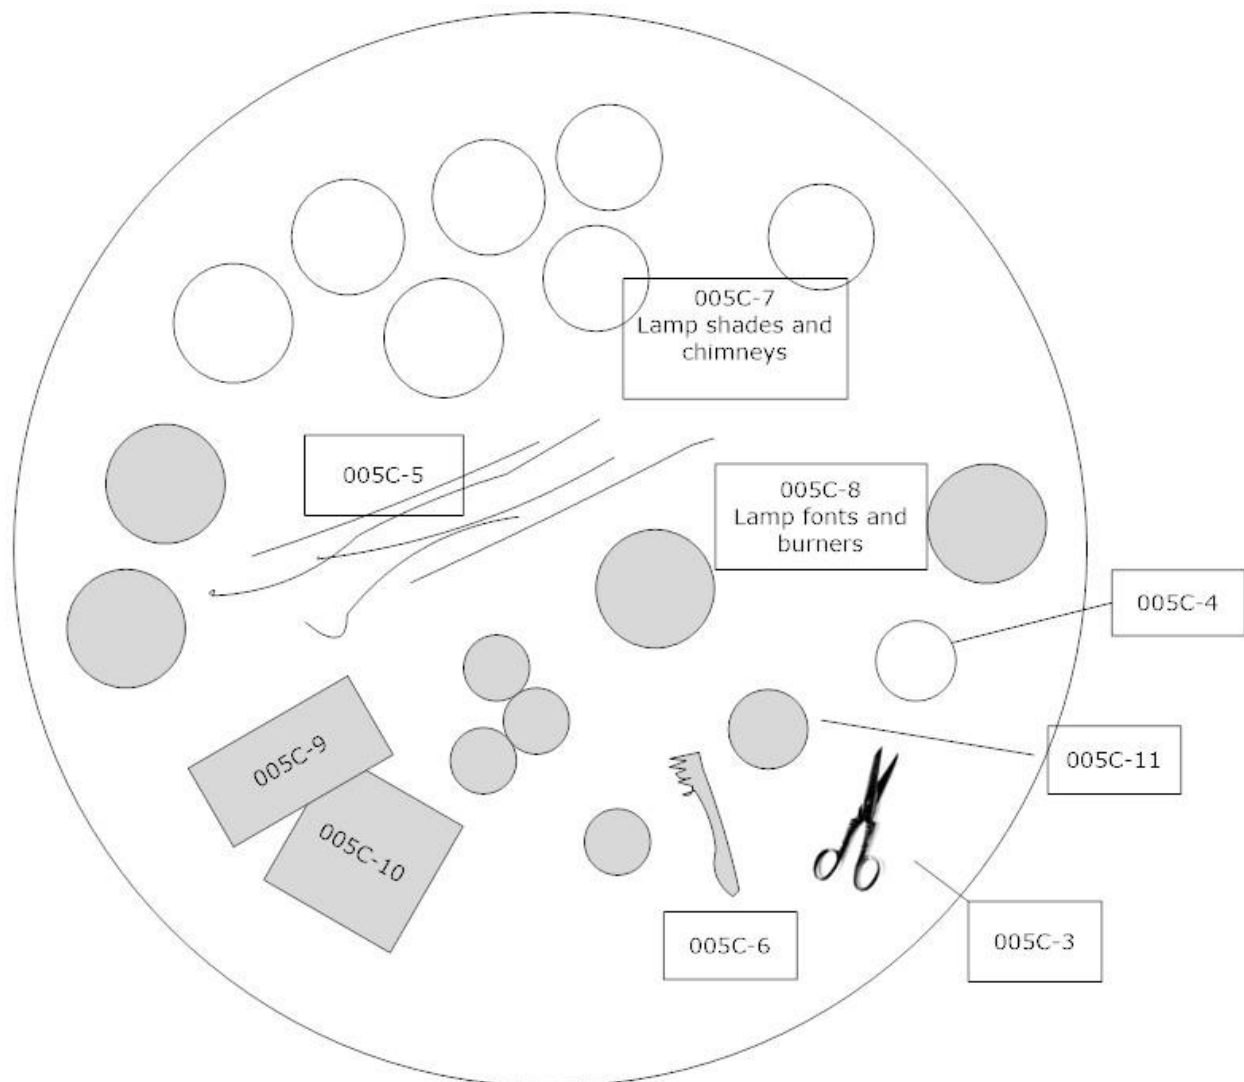 005C-7
Lamp shades and
chimneys
005C-5
005C-8
Lamp fonts and
burners
005C-4
005C-9
005C-11
005C-10
005C-6
005C-3